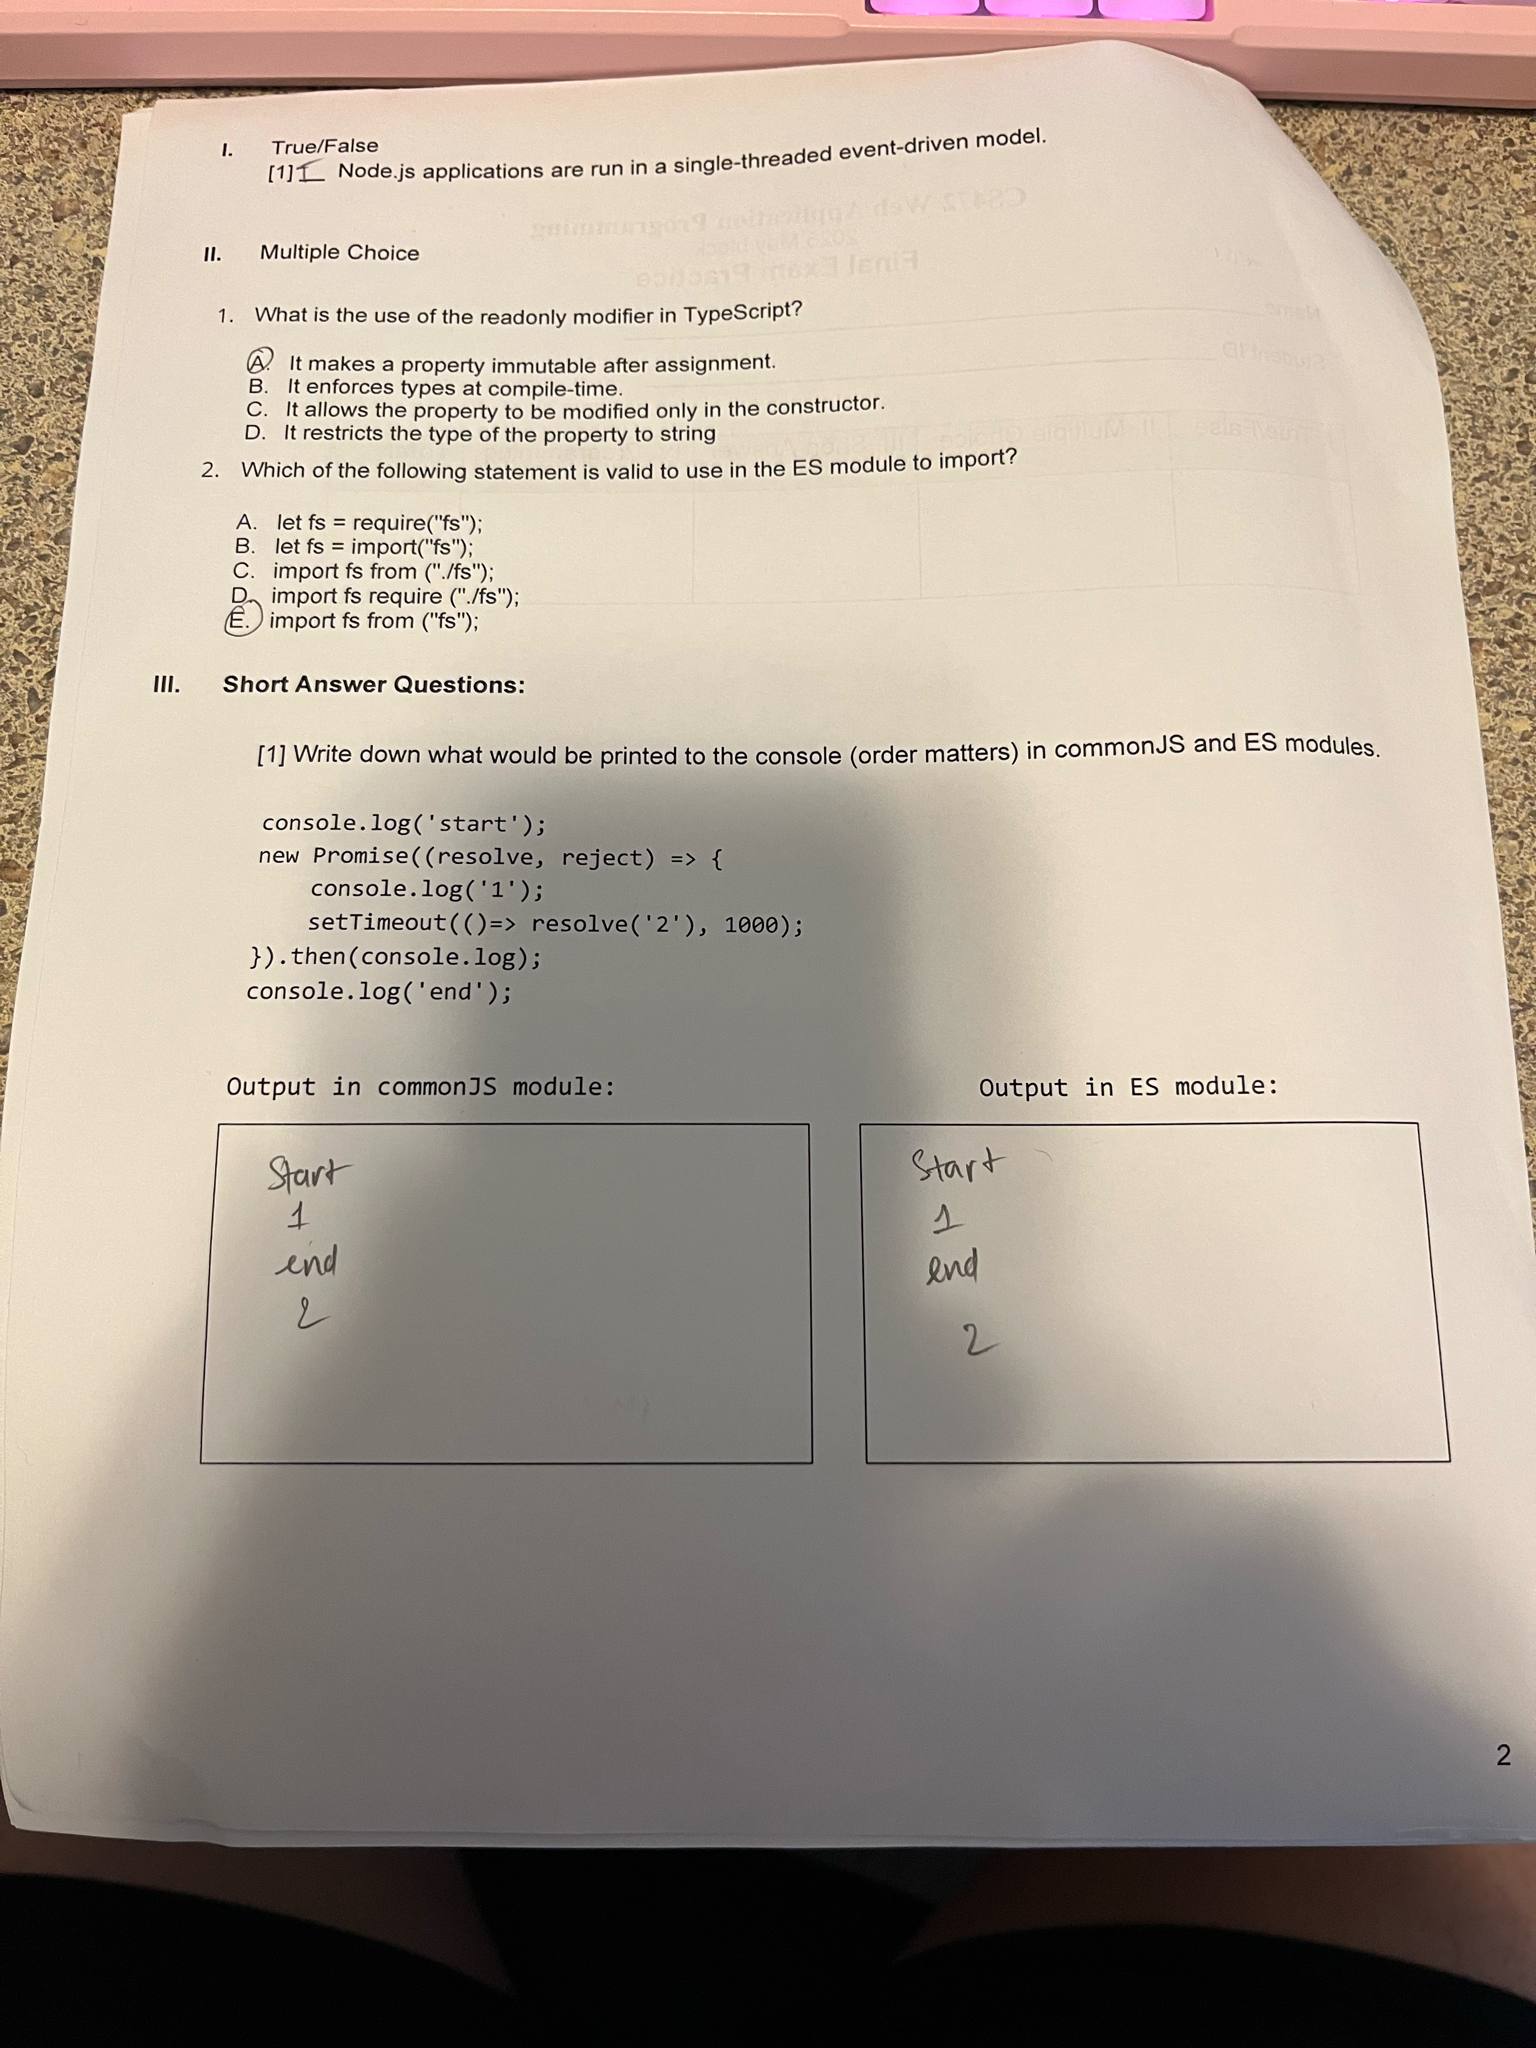 I. True/False
[1] T Node.js applications are run in a single-threaded event-driven model.
II. Multiple Choice
1. What is the use of the readonly modifier in TypeScript?
A. It makes a property immutable after assignment.
B. It enforces types at compile-time.
C. It allows the property to be modified only in the constructor.
D. It restricts the type of the property to string
2. Which of the following statement is valid to use in the ES module to import?
A. let fs = require("fs");
B. let fs = import("fs");
C. import fs from ("./fs");
D. import fs require ("./fs");
E. import fs from ("fs");
III. Short Answer Questions:
[1] Write down what would be printed to the console (order matters) in commonJS and ES modules.
console.log('start');
new Promise((resolve, reject) => {
console.log('1');
setTimeout(()=> resolve('2'), 1000);
}).then(console.log);
console.log('end');
Output in commonJS module:
Start
1
end
2
Output in ES module:
Start
1
end
2
2